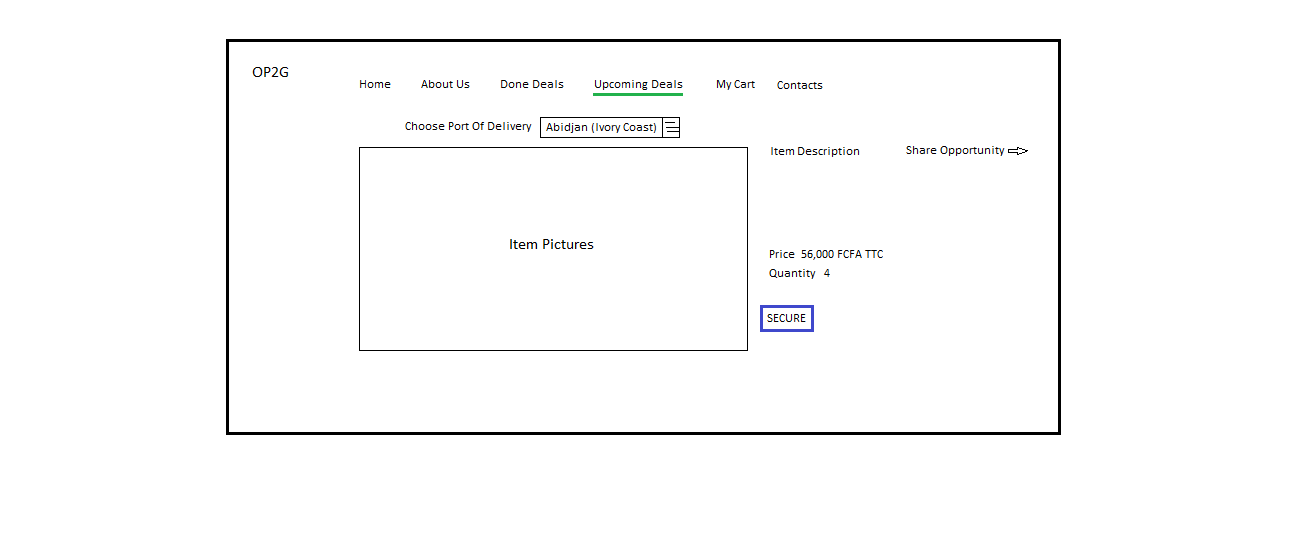 OP2G
Home About Us Done Deals Upcoming Deals My Cart Contacts
Choose Port Of Delivery Abidjan (Ivory Coast)
Item Description Share Opportunity
Item Pictures
Price 56,000 FCFA TTC
Quantity 4
SECURE